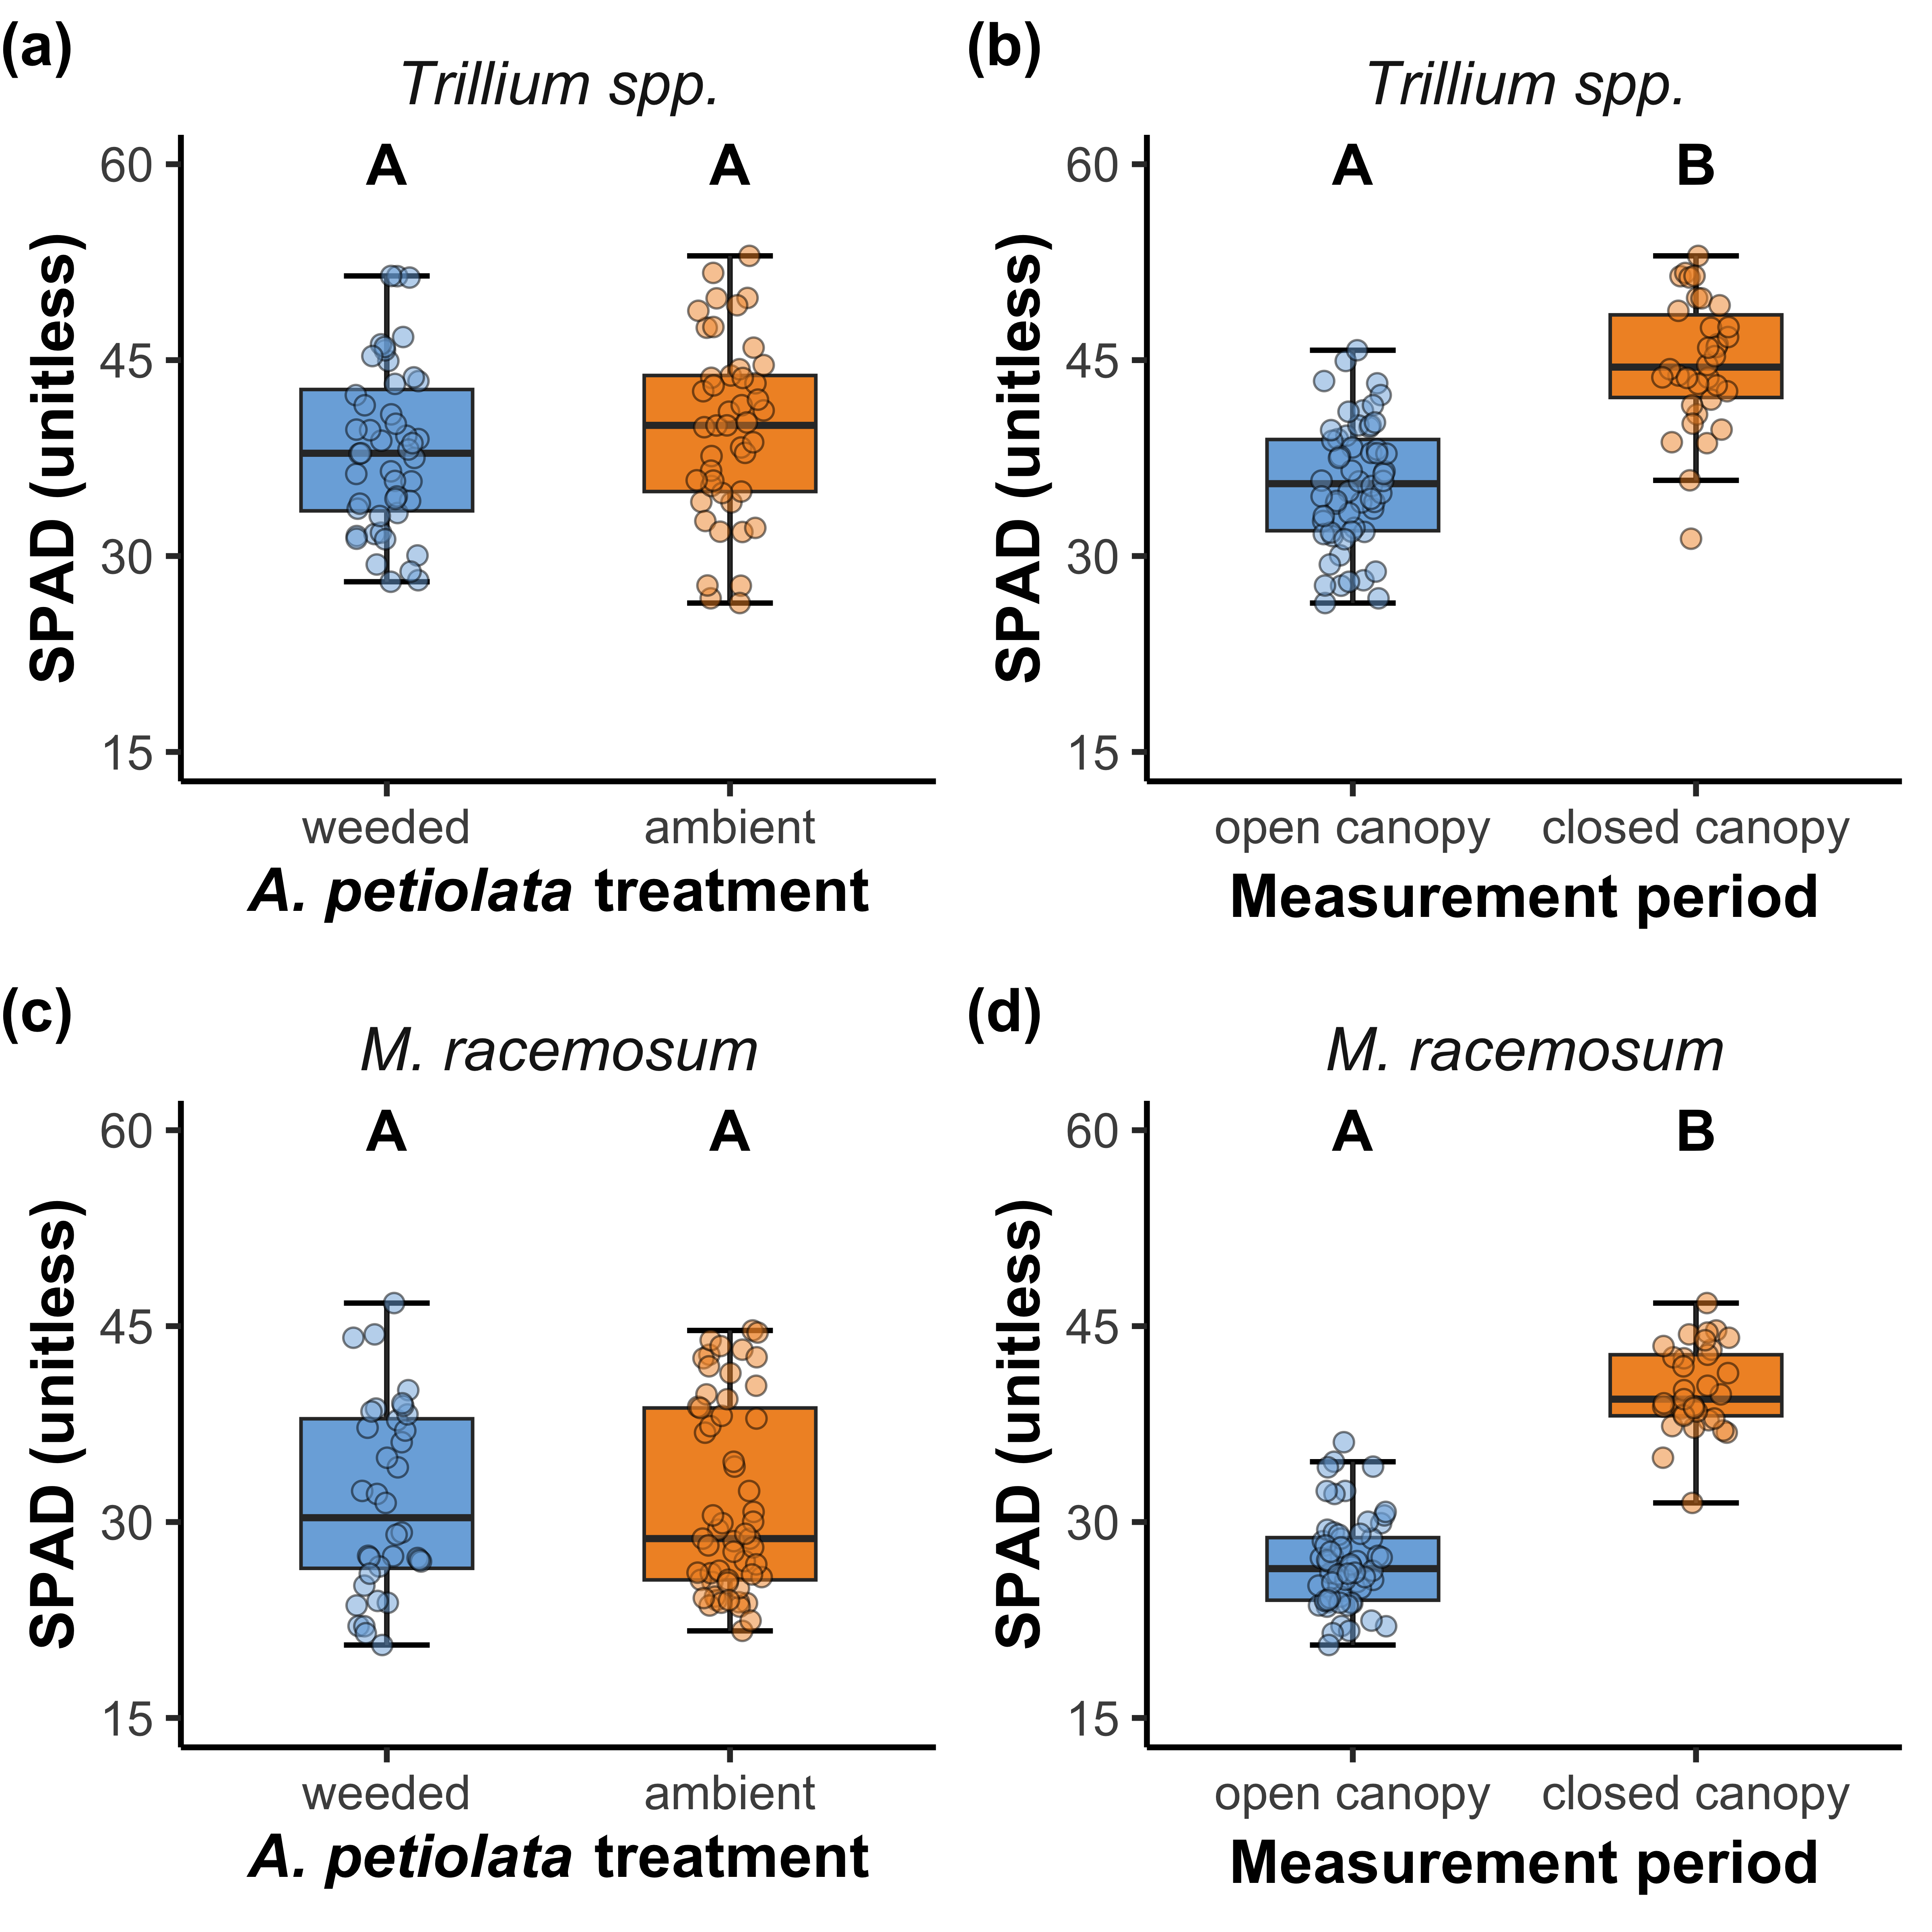 (a)
Trillium spp.
A A
60
45
30
15
SPAD (unitless)
weeded ambient
A. petiolata treatment
(b)
Trillium spp.
A B
60
45
30
15
SPAD (unitless)
open canopy closed canopy
Measurement period
(c)
M. racemosum
A A
60
45
30
15
SPAD (unitless)
weeded ambient
A. petiolata treatment
(d)
M. racemosum
A B
60
45
30
15
SPAD (unitless)
open canopy closed canopy
Measurement period